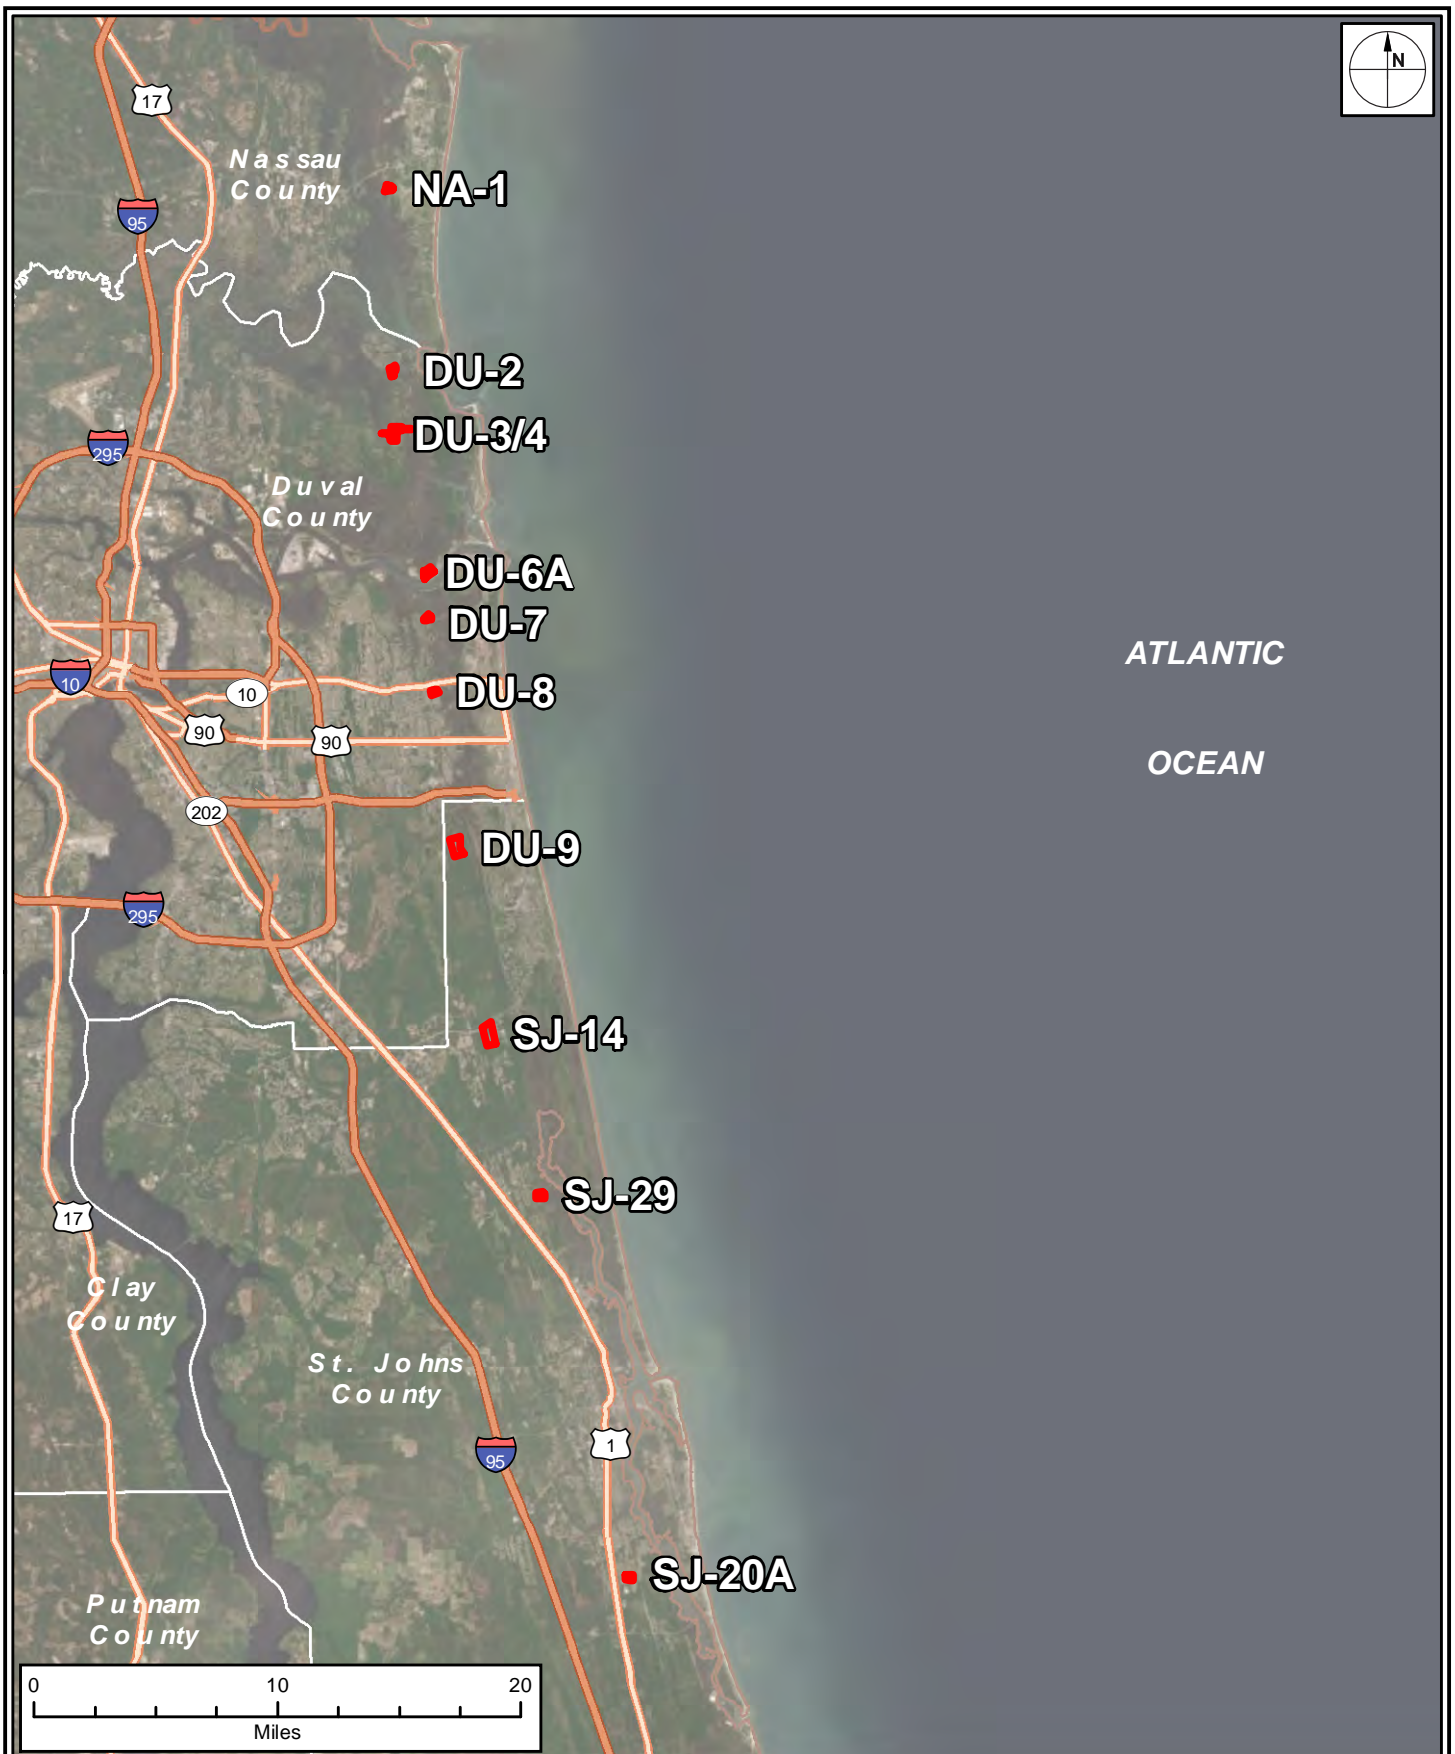 N
17
Nassau
County
NA-1
95
DU-2
DU-3/4
295
Duval
County
DU-6A
DU-7
ATLANTIC
10
10
DU-8
90
90
OCEAN
202
DU-9
295
SJ-14
SJ-29
17
Clay
County
St. Johns
County
1
95
SJ-20A
Putnam
County
0 10 20
Miles